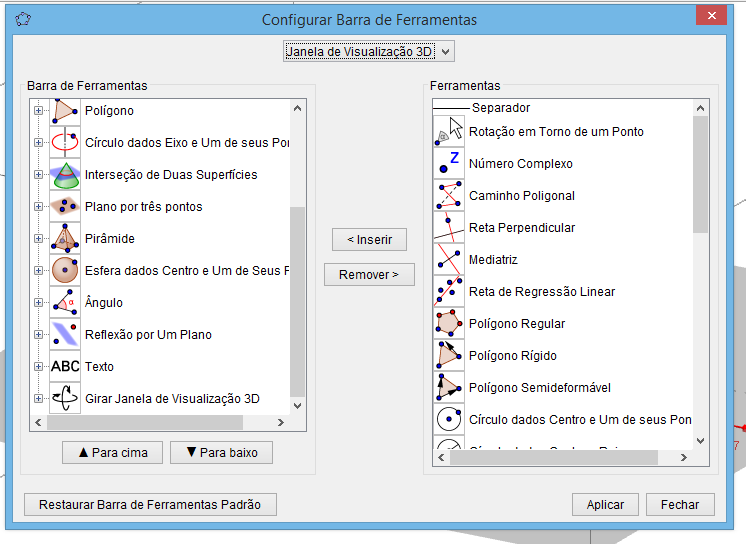 Configurar Barra de Ferramentas
Janela de Visualização 3D
Barra de Ferramentas
Polígono
Círculo dados Eixo e Um de seus Por
Interseção de Duas Superfícies
Plano por três pontos
Pirâmide
Esfera dados Centro e Um de Seus F
α
Ângulo
Reflexão por Um Plano
ABC Texto
Girar Janela de Visualização 3D
Para cima
Para baixo
< Inserir
Remover >
Ferramentas
Separador
Rotação em Torno de um Ponto
Z
Número Complexo
Caminho Poligonal
Reta Perpendicular
Mediatriz
Reta de Regressão Linear
Polígono Regular
Polígono Rígido
Polígono Semideformável
Círculo dados Centro e Um de seus Pon
Restaurar Barra de Ferramentas Padrão
Aplicar
Fechar
7